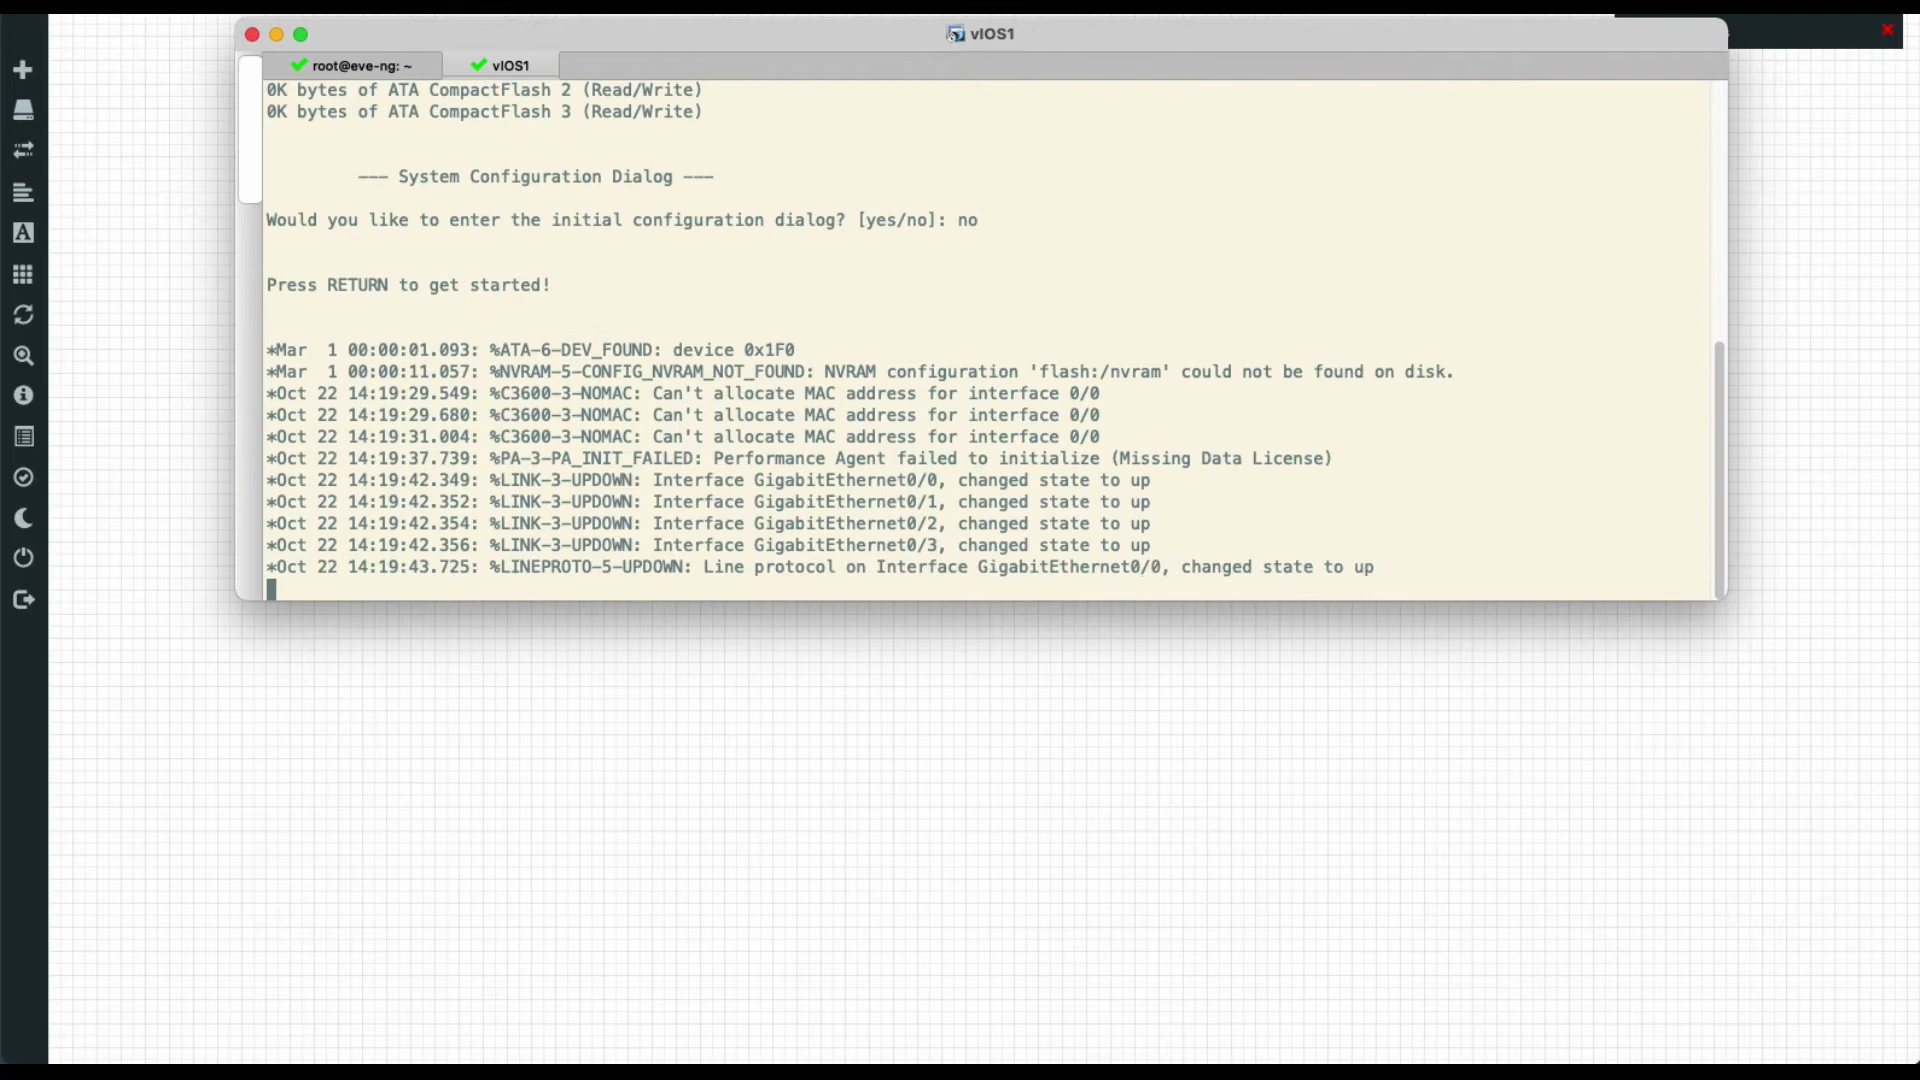 vIOS1
root@eve-ng: ~
vIOS1
0K bytes of ATA CompactFlash 2 (Read/Write)
0K bytes of ATA CompactFlash 3 (Read/Write)
--- System Configuration Dialog ---
Would you like to enter the initial configuration dialog? [yes/no]: no
Press RETURN to get started!
*Mar  1 00:00:01.093: %ATA-6-DEV_FOUND: device 0x1F0
*Mar  1 00:00:11.057: %NVRAM-5-CONFIG_NVRAM_NOT_FOUND: NVRAM configuration 'flash:/nvram' could not be found on disk.
*Oct 22 14:19:29.549: %C3600-3-NOMAC: Can't allocate MAC address for interface 0/0
*Oct 22 14:19:29.680: %C3600-3-NOMAC: Can't allocate MAC address for interface 0/0
*Oct 22 14:19:31.004: %C3600-3-NOMAC: Can't allocate MAC address for interface 0/0
*Oct 22 14:19:37.739: %PA-3-PA_INIT_FAILED: Performance Agent failed to initialize (Missing Data License)
*Oct 22 14:19:42.349: %LINK-3-UPDOWN: Interface GigabitEthernet0/0, changed state to up
*Oct 22 14:19:42.352: %LINK-3-UPDOWN: Interface GigabitEthernet0/1, changed state to up
*Oct 22 14:19:42.354: %LINK-3-UPDOWN: Interface GigabitEthernet0/2, changed state to up
*Oct 22 14:19:42.356: %LINK-3-UPDOWN: Interface GigabitEthernet0/3, changed state to up
*Oct 22 14:19:43.725: %LINEPROTO-5-UPDOWN: Line protocol on Interface GigabitEthernet0/0, changed state to up